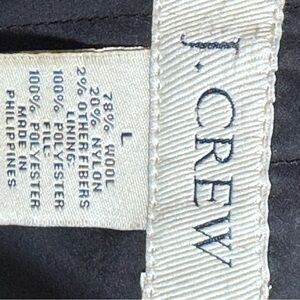 J. CREW
L
78% WOOL
20% NYLON
2% OTHER FIBERS
LINING:
100% POLYESTER
FILL:
100% POLYESTER
MADE IN
PHILIPPINES